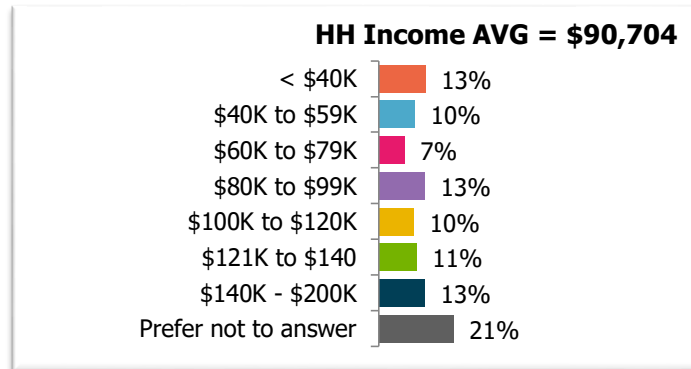 HH Income AVG = $90,704
< $40K 13%
$40K to $59K 10%
$60K to $79K 7%
$80K to $99K 13%
$100K to $120K 10%
$121K to $140 11%
$140K - $200K 13%
Prefer not to answer 21%